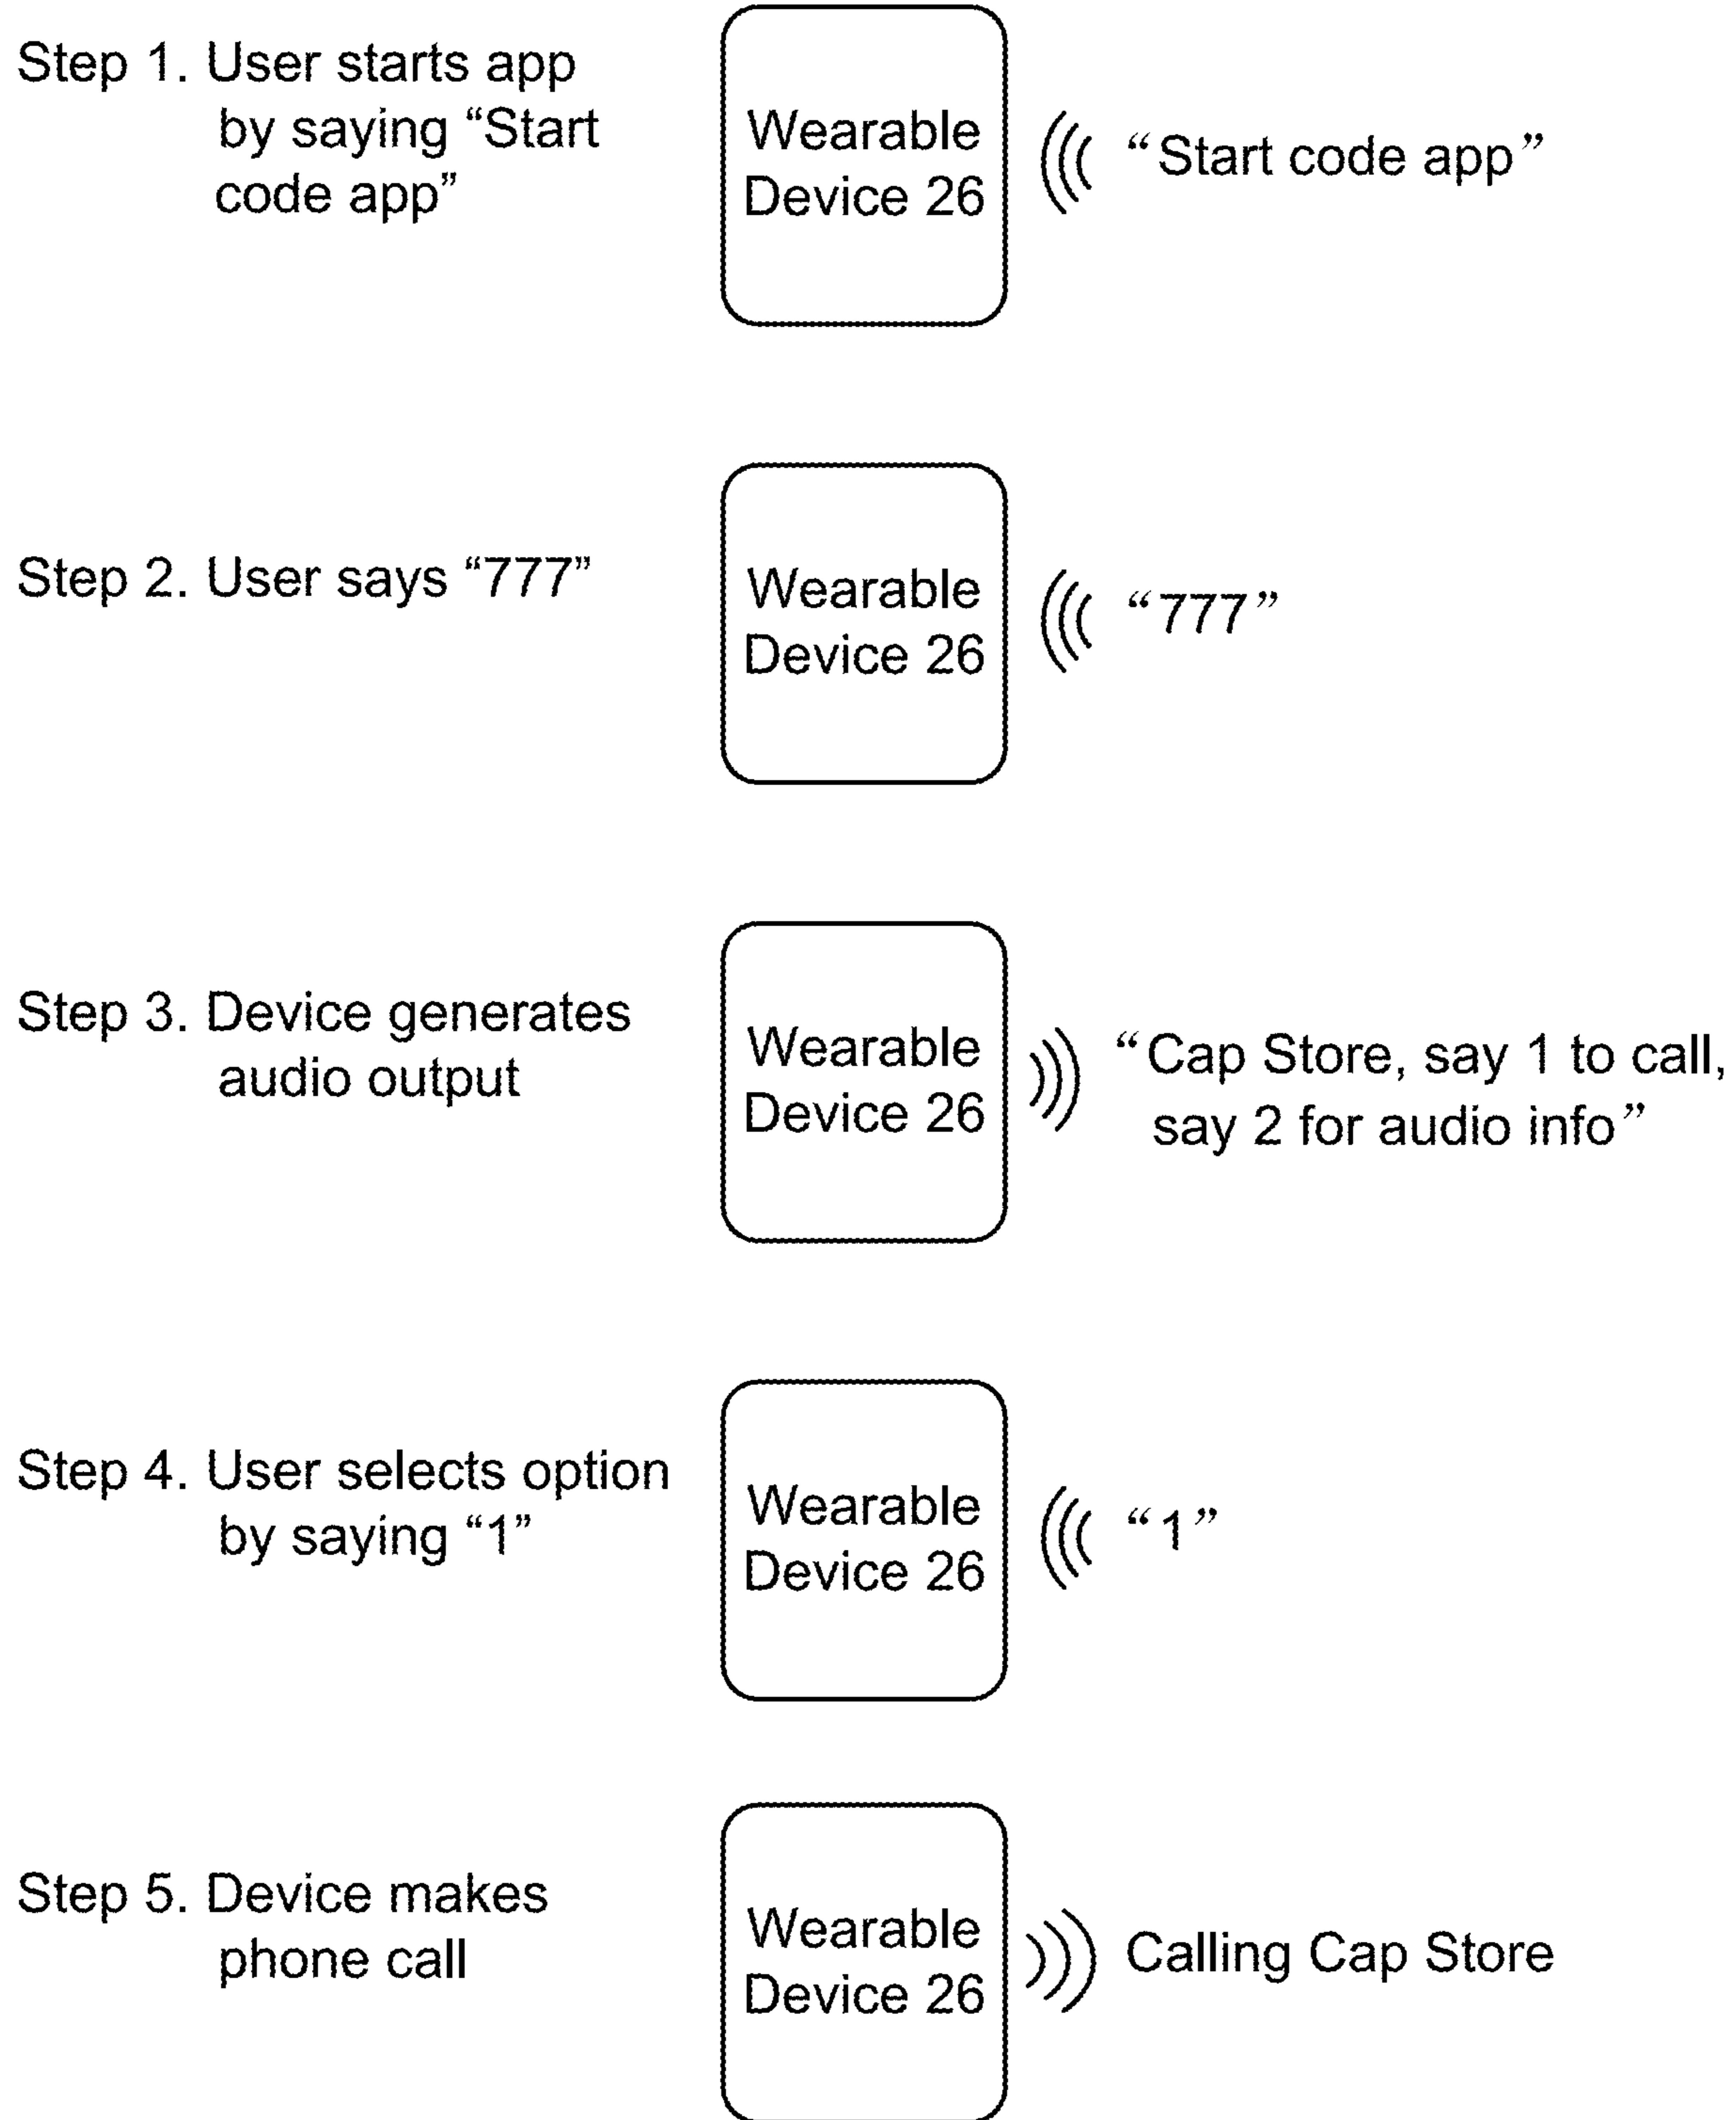 Step 1. User starts app
by saying “Start
code app”
Wearable
Device 26
“Start code app”
Step 2. User says “777”
Wearable
Device 26
“777”
Step 3. Device generates
audio output
Wearable
Device 26
“Cap Store, say 1 to call,
say 2 for audio info”
Step 4. User selects option
by saying “1”
Wearable
Device 26
“1”
Step 5. Device makes
phone call
Wearable
Device 26
Calling Cap Store